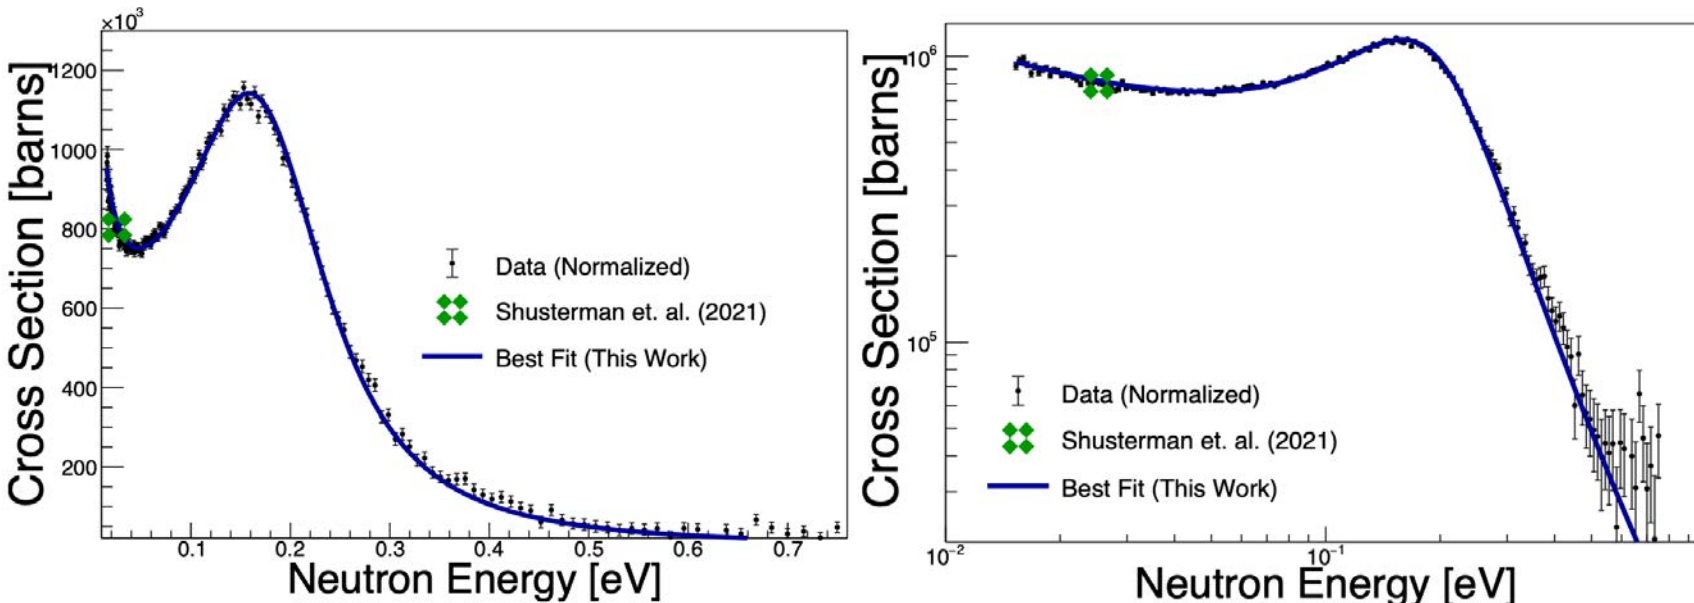 ×10³
1200
1000
800
600
400
200
Cross Section [barns]
Data (Normalized)
Shusterman et. al. (2021)
Best Fit (This Work)
0.1 0.2 0.3 0.4 0.5 0.6 0.7
Neutron Energy [eV]
10⁶
10⁵
Cross Section [barns]
Data (Normalized)
Shusterman et. al. (2021)
Best Fit (This Work)
10⁻² 10⁻¹
Neutron Energy [eV]